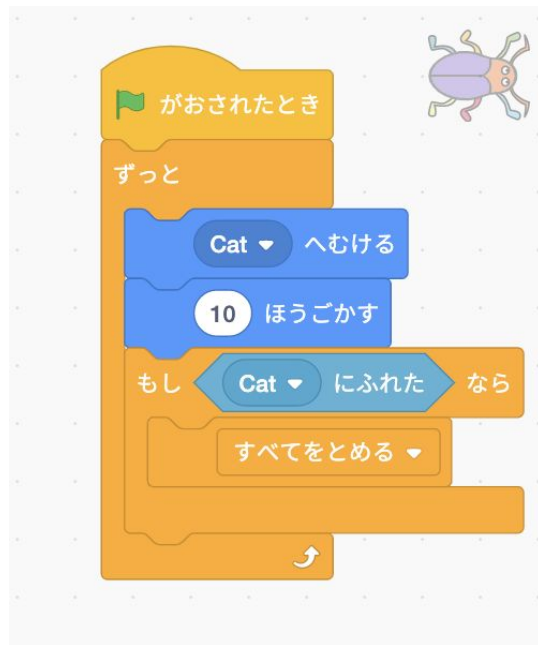 がおされたとき
ずっと
Cat へむける
10 ほうごかす
もし Cat にふれた なら
すべてをとめる